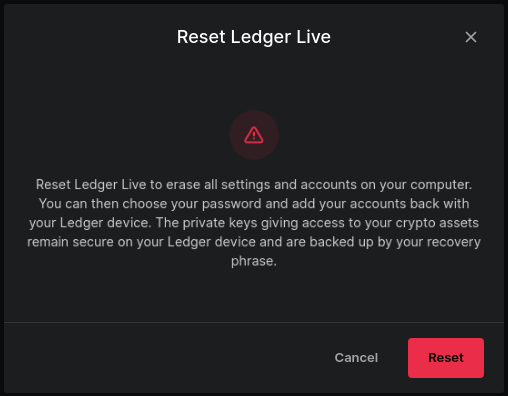 Reset Ledger Live
Reset Ledger Live to erase all settings and accounts on your computer.
You can then choose your password and add your accounts back with
your Ledger device. The private keys giving access to your crypto assets
remain secure on your Ledger device and are backed up by your recovery
phrase.
Cancel
Reset